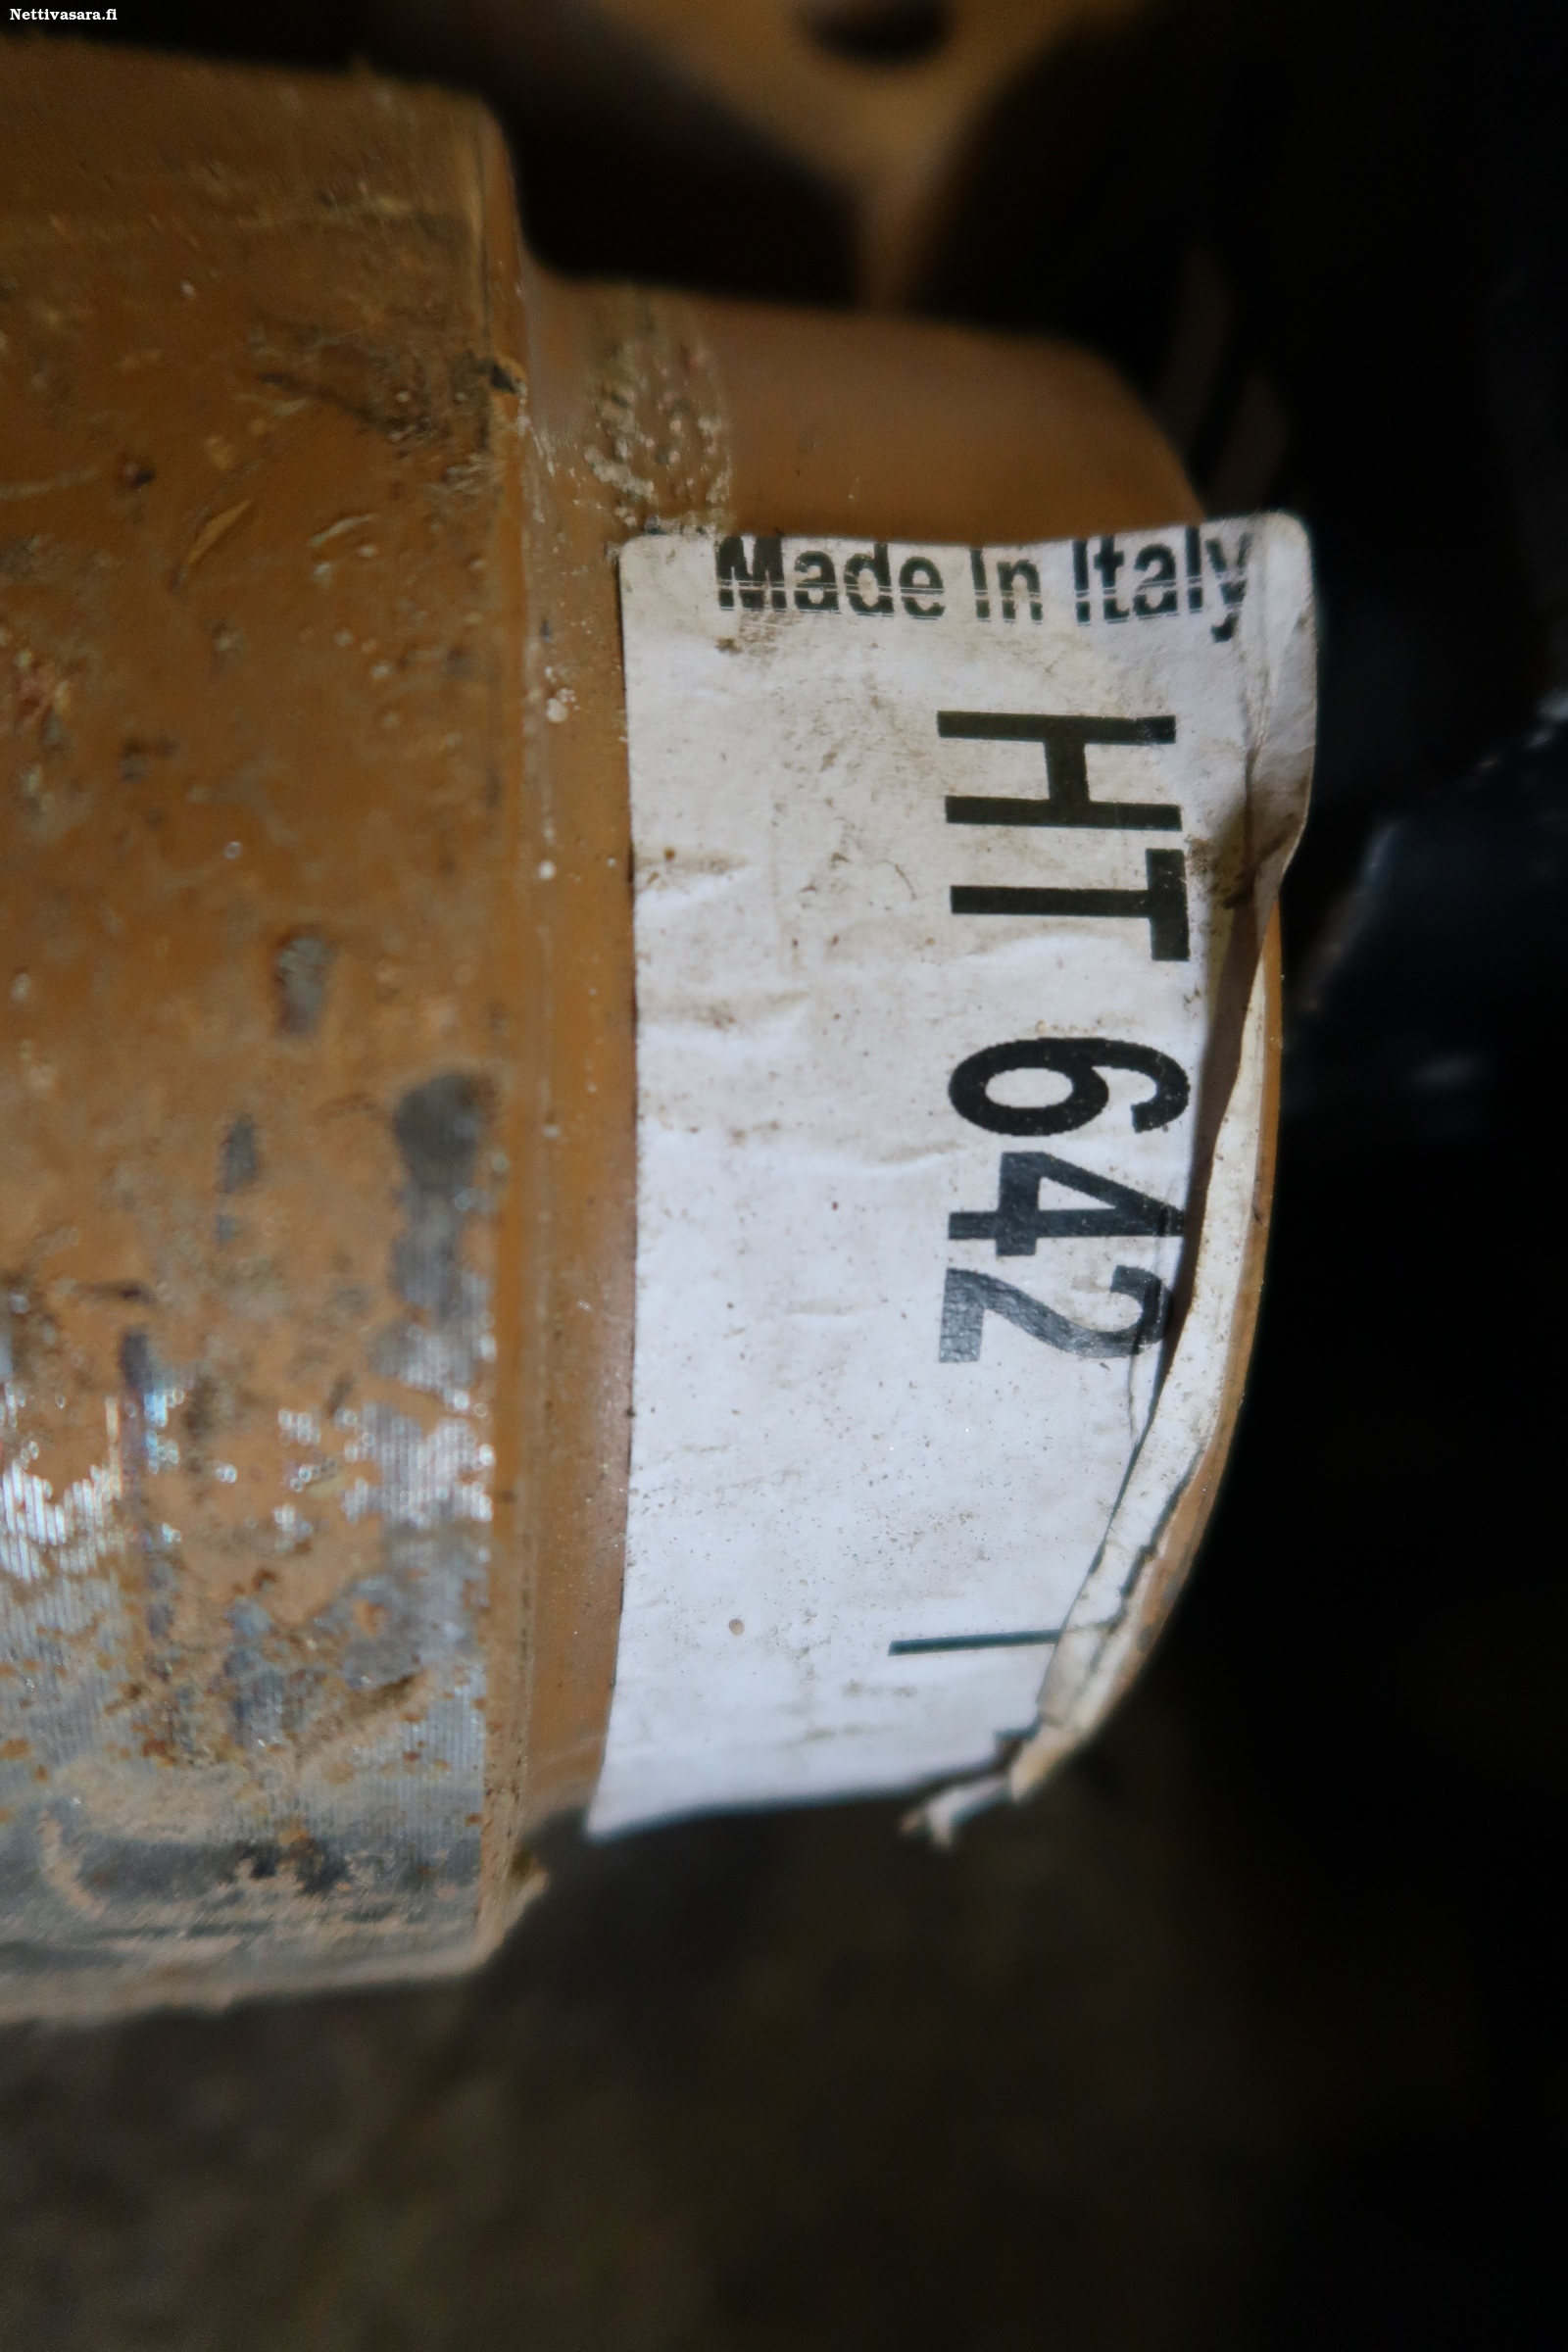 Nettivasara.fi
Made In Italy
HT 642